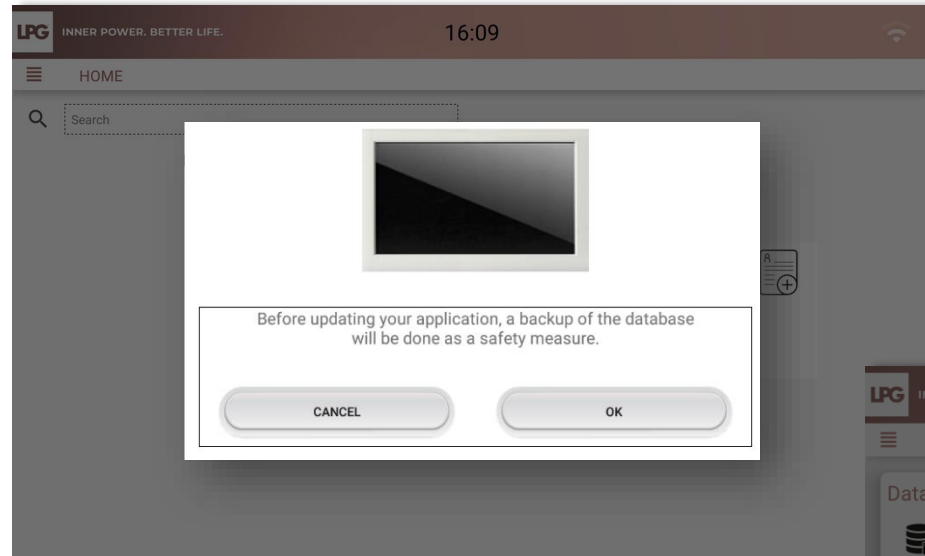 LPG INNER POWER. BETTER LIFE. 16:09
HOME
Search
Before updating your application, a backup of the database
will be done as a safety measure.
CANCEL OK
LPG